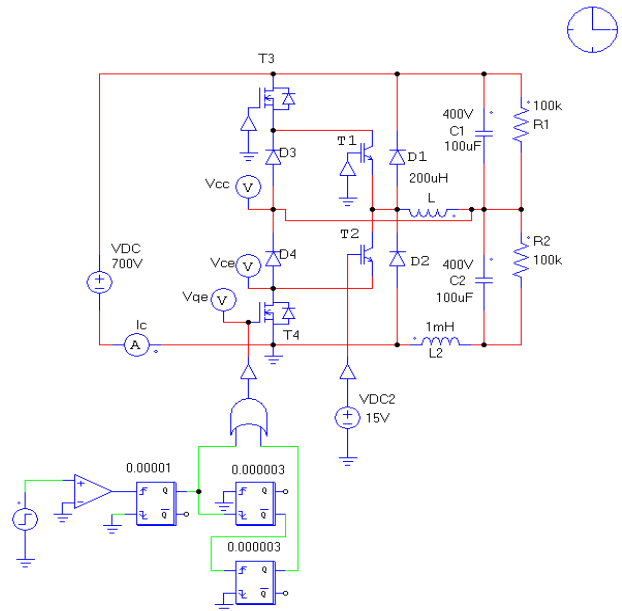 T3
400V
C1
100uF
100k
R1
T1
D3
D1
200uH
L
Vcc
V
T2
R2
100k
VDC
700V
Vce
V
D4
D2
400V
C2
100uF
Vqe
V
Ic
A
T4
1mH
L2
VDC2
15V
0.00001
0.000003
Q
Q
Q
Q
0.000003
Q
Q